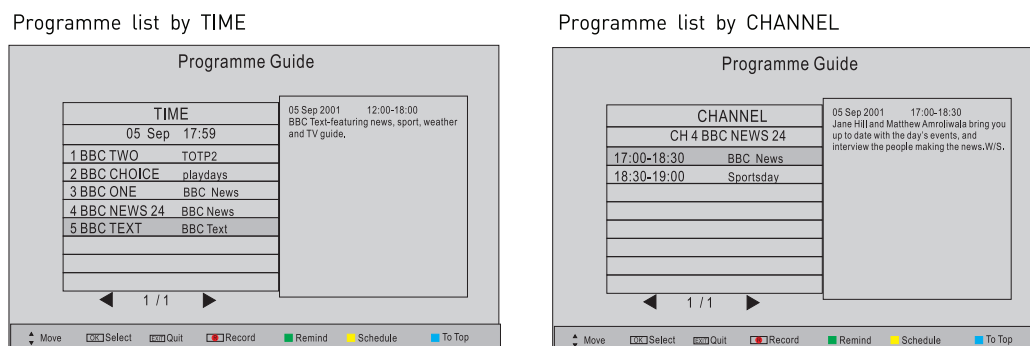 Programme list by TIME
Programme Guide
TIME
05 Sep 17:59
1 BBC TWO TOTP2
2 BBC CHOICE playdays
3 BBC ONE BBC News
4 BBC NEWS 24 BBC News
5 BBC TEXT BBC Text
1 / 1
05 Sep 2001 12:00-18:00
BBC Text-featuring news, sport, weather
and TV guide.
Move OK Select EXIT Quit Record Remind Schedule To Top
Programme list by CHANNEL
Programme Guide
CHANNEL
CH 4 BBC NEWS 24
17:00-18:30 BBC News
18:30-19:00 Sportsday
1 / 1
05 Sep 2001 17:00-18:30
Jane Hill and Matthew Amroliwala bring you
up to date with the day's events, and
interview the people making the news.W/S.
Move OK Select EXIT Quit Record Remind Schedule To Top